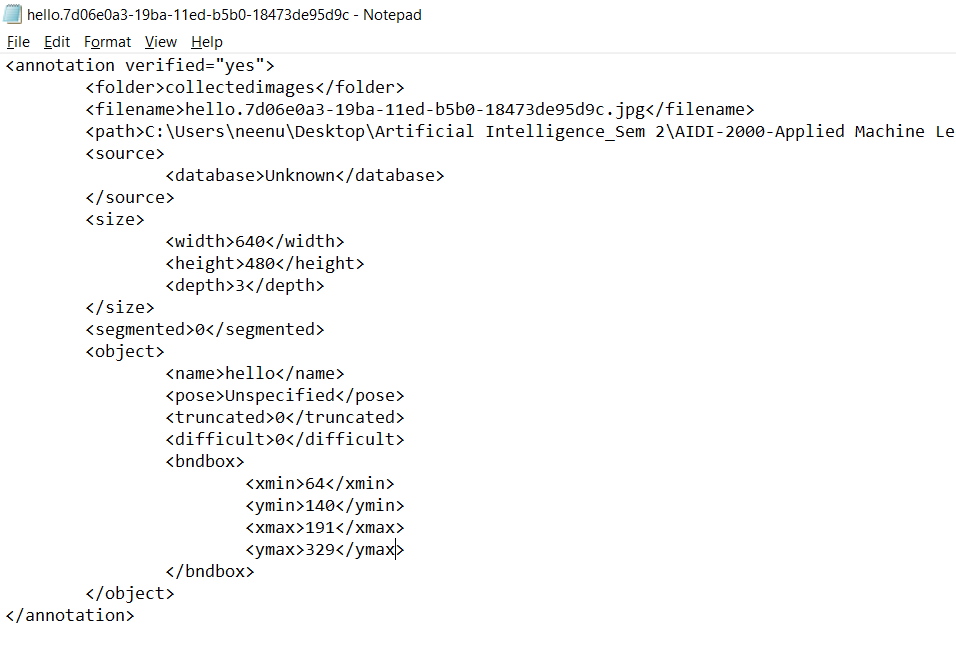 hello.7d06e0a3-19ba-11ed-b5b0-18473de95d9c - Notepad
File Edit Format View Help
<annotation verified="yes">
<folder>collectedimages</folder>
<filename>hello.7d06e0a3-19ba-11ed-b5b0-18473de95d9c.jpg</filename>
<path>C:\Users\neenu\Desktop\Artificial Intelligence_Sem 2\AIDI-2000-Applied Machine Le
<source>
<database>Unknown</database>
</source>
<size>
<width>640</width>
<height>480</height>
<depth>3</depth>
</size>
<segmented>0</segmented>
<object>
<name>hello</name>
<pose>Unspecified</pose>
<truncated>0</truncated>
<difficult>0</difficult>
<bndbox>
<xmin>64</xmin>
<ymin>140</ymin>
<xmax>191</xmax>
<ymax>329</ymax>
</bndbox>
</object>
</annotation>